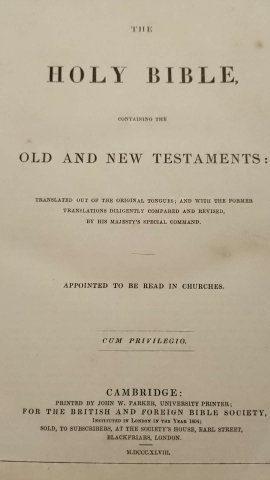 THE
HOLY BIBLE,
CONTAINING THE
OLD AND NEW TESTAMENTS:
TRANSLATED OUT OF THE ORIGINAL TONGUES; AND WITH THE FORMER
TRANSLATIONS DILIGENTLY COMPARED AND REVISED,
BY HIS MAJESTY'S SPECIAL COMMAND.
APPOINTED TO BE READ IN CHURCHES.
CUM PRIVILEGIO.
CAMBRIDGE:
PRINTED BY JOHN W. PARKER, UNIVERSITY PRINTER;
FOR THE BRITISH AND FOREIGN BIBLE SOCIETY,
INSTITUTED IN LONDON IN THE YEAR 1804;
SOLD, TO SUBSCRIBERS, AT THE SOCIETY'S HOUSE, EARL STREET,
BLACKFRIARS, LONDON.
M.DCCC.XLVIII.